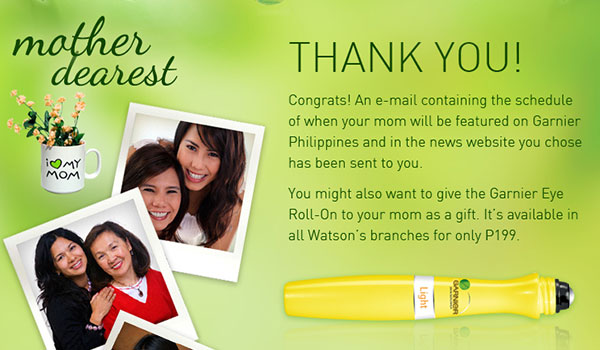 mother
dearest
i MY
MOM
THANK YOU!
Congrats! An e-mail containing the schedule
of when your mom will be featured on Garnier
Philippines and in the news website you chose
has been sent to you.
You might also want to give the Garnier Eye
Roll-On to your mom as a gift. It's available in
all Watson's branches for only P199.
Light
GARNIER